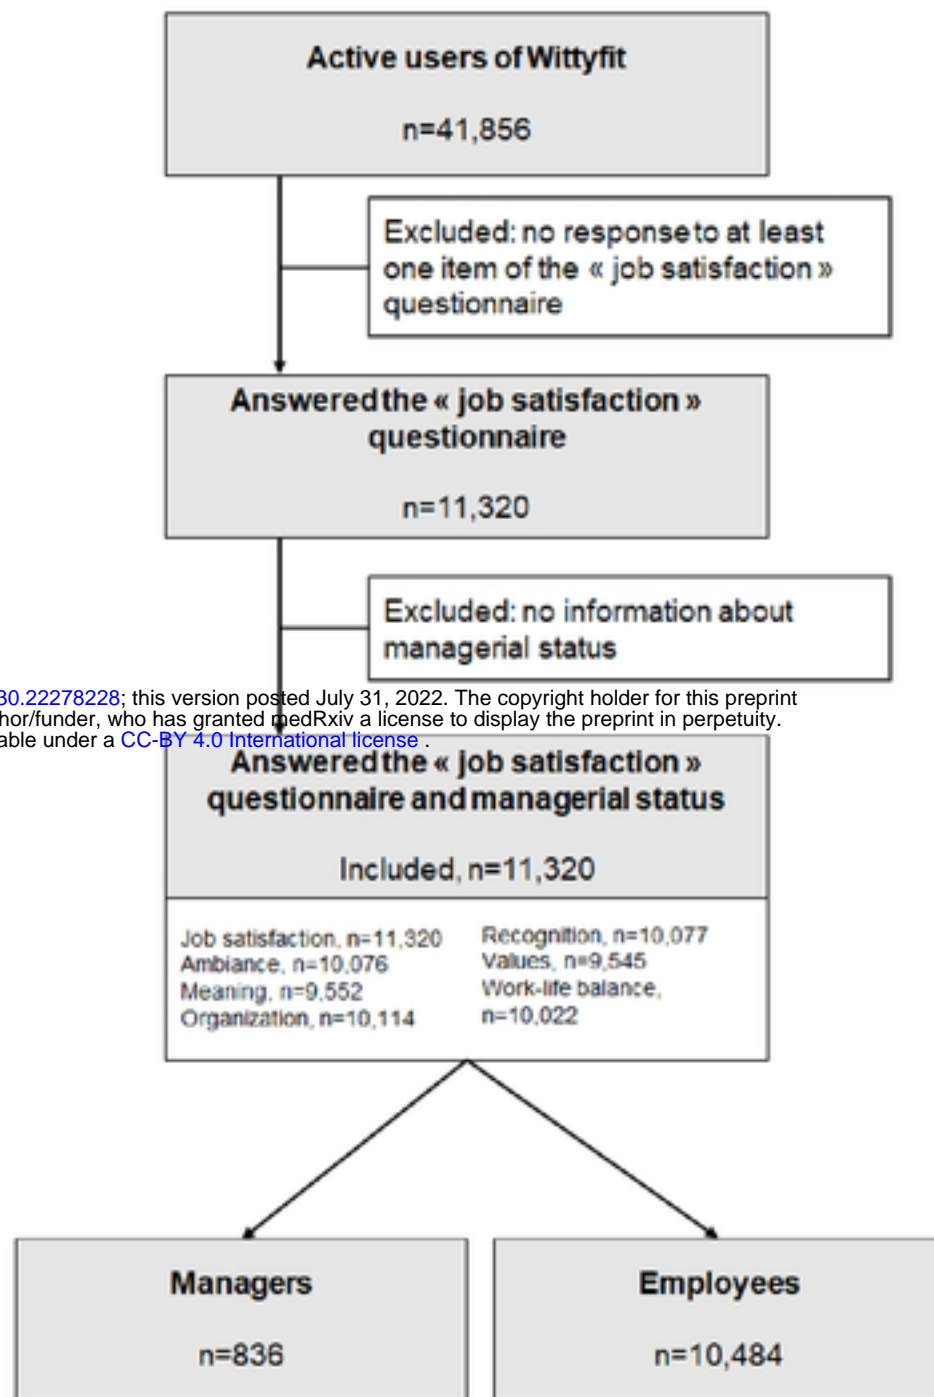 Active users of Wittyfit
n=41,856
Excluded: no response to at least
one item of the « job satisfaction »
questionnaire
Answered the « job satisfaction »
questionnaire
n=11,320
Excluded: no information about
managerial status
30.22278228; this version posted July 31, 2022. The copyright holder for this preprint
hor/funder, who has granted medRxiv a license to display the preprint in perpetuity.
able under a CC-BY 4.0 International license .
Answered the « job satisfaction »
questionnaire and managerial status
Included, n=11,320
Job satisfaction, n=11,320
Ambiance, n=10,076
Meaning, n=9,552
Organization, n=10,114
Recognition, n=10,077
Values, n=9,545
Work-life balance,
n=10,022
Managers
n=836
Employees
n=10,484